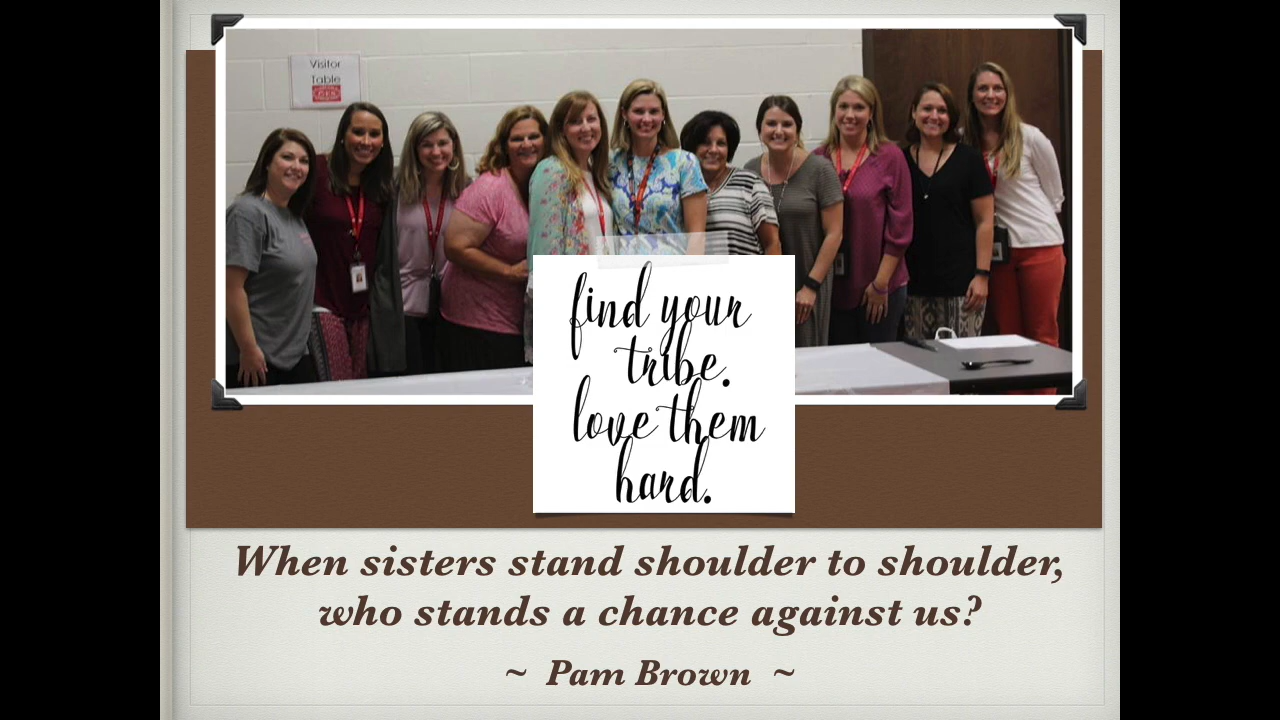 Visitor
Table
find your
tribe.
love them
hard.
When sisters stand shoulder to shoulder,
who stands a chance against us?
~ Pam Brown ~